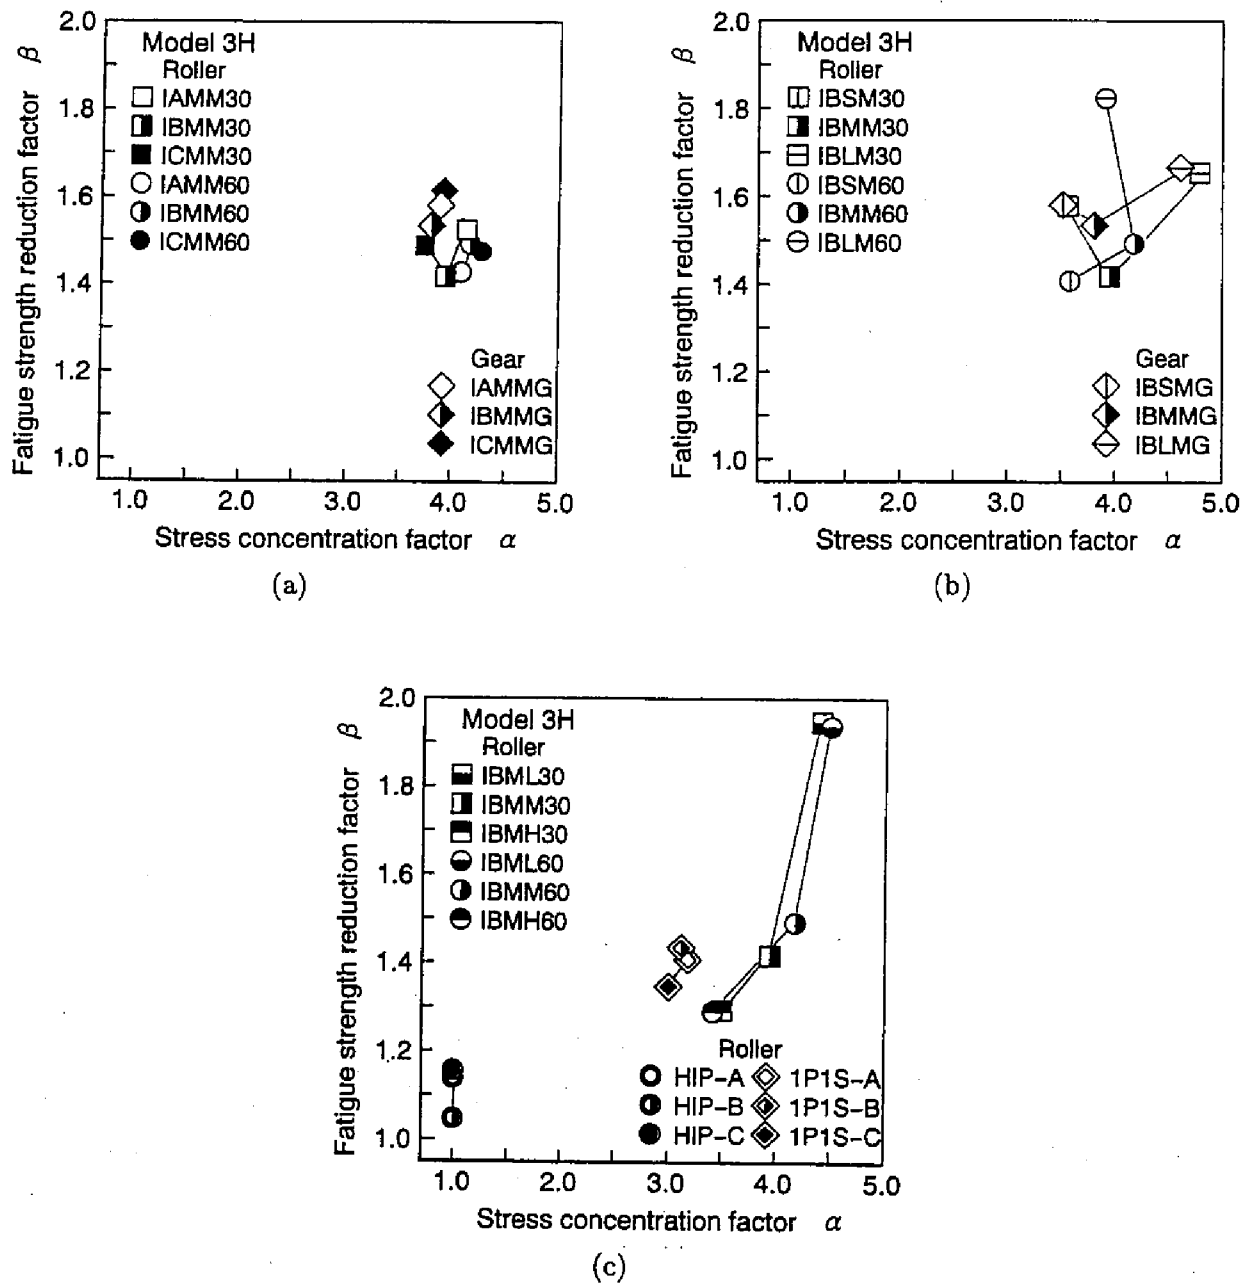 2.0
1.8
1.6
1.4
1.2
1.0
Fatigue strength reduction factor β
Model 3H
Roller
IAMM30
IBMM30
ICMM30
IAMM60
IBMM60
ICMM60
Gear
IAMMG
IBMMG
ICMMG
1.0 2.0 3.0 4.0 5.0
Stress concentration factor α
(a)
2.0
1.8
1.6
1.4
1.2
1.0
Fatigue strength reduction factor β
Model 3H
Roller
IBSM30
IBMM30
IBLM30
IBSM60
IBMM60
IBLM60
Gear
IBSMG
IBMMG
IBLMG
1.0 2.0 3.0 4.0 5.0
Stress concentration factor α
(b)
2.0
1.8
1.6
1.4
1.2
1.0
Fatigue strength reduction factor β
Model 3H
Roller
IBML30
IBMM30
IBMH30
IBML60
IBMM60
IBMH60
Roller
HIP-A 1P1S-A
HIP-B 1P1S-B
HIP-C 1P1S-C
1.0 2.0 3.0 4.0 5.0
Stress concentration factor α
(c)